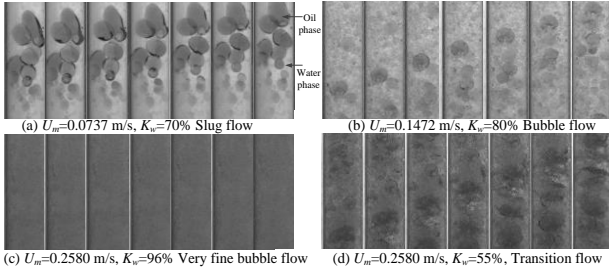 Oil phase
Water phase
(a) Um=0.0737 m/s, Kw=70% Slug flow
(b) Um=0.1472 m/s, Kw=80% Bubble flow
(c) Um=0.2580 m/s, Kw=96% Very fine bubble flow
(d) Um=0.2580 m/s, Kw=55%, Transition flow